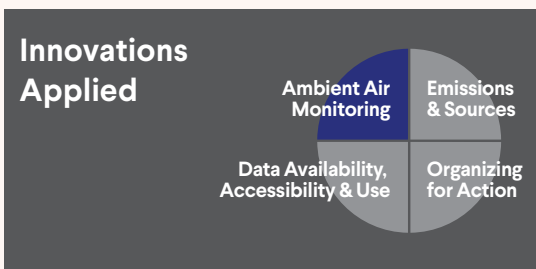 Innovations
Applied
Ambient Air
Monitoring
Emissions
& Sources
Data Availability,
Accessibility & Use
Organizing
for Action